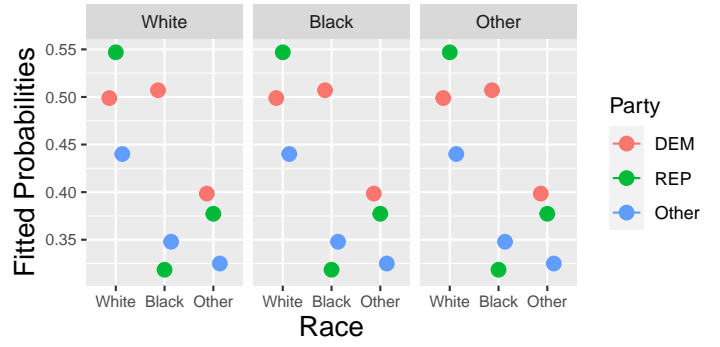 White Black Other
Fitted Probabilities
0.55
0.50
0.45
0.40
0.35
White Black Other White Black Other White Black Other
Race
Party
DEM
REP
Other